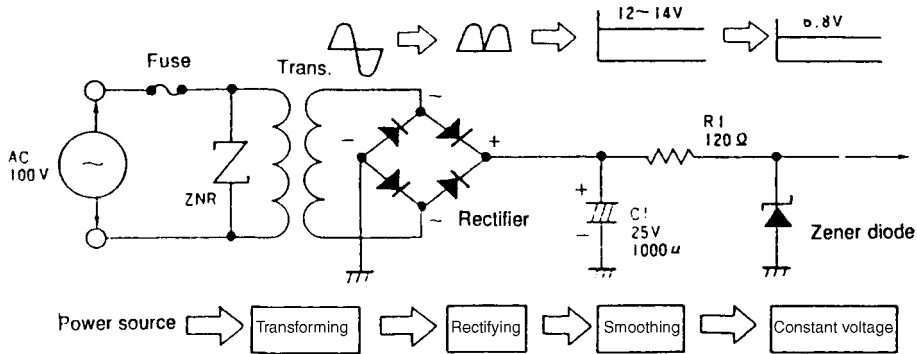 12~14V
6.8V
Fuse
Trans.
~
-
+
R1
120Ω
AC
100V
~
ZNR
Rectifier
~
+
-
C1
25V
1000μ
Zener diode
Power source
Transforming
Rectifying
Smoothing
Constant voltage